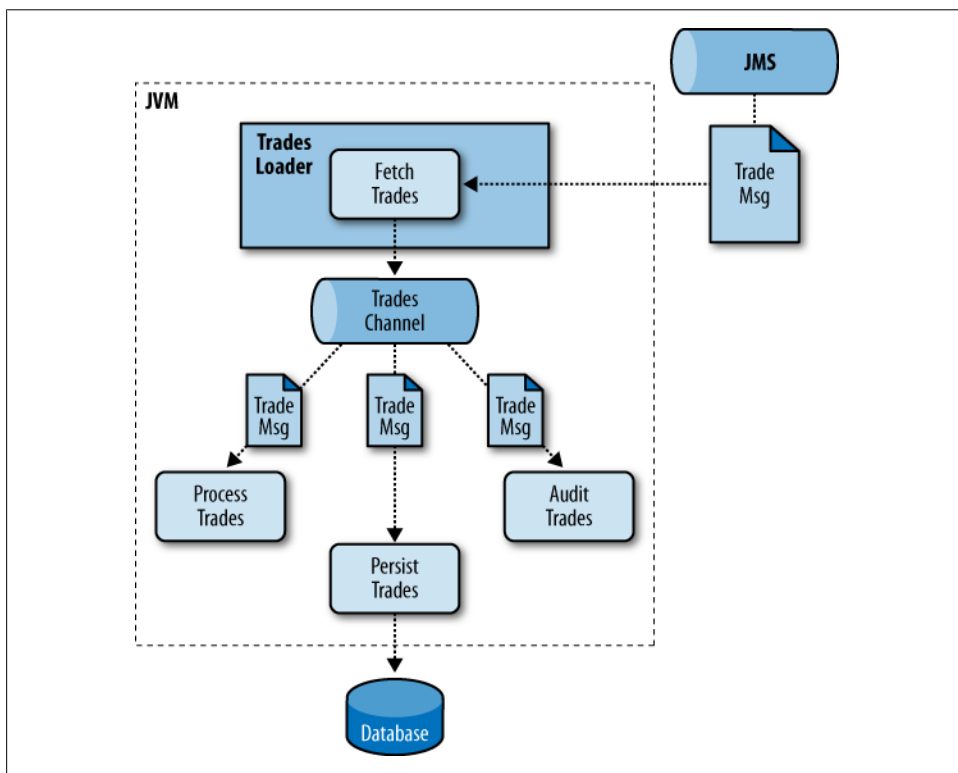 JMS
JVM
Trades
Loader
Fetch
Trades
Trade
Msg
Trades
Channel
Trade
Msg
Trade
Msg
Trade
Msg
Process
Trades
Audit
Trades
Persist
Trades
Database